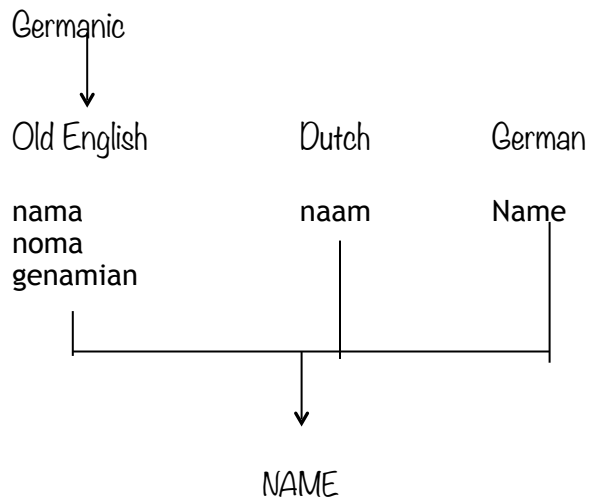 Germanic
Old English Dutch German
nama naam Name
noma
genamian
NAME